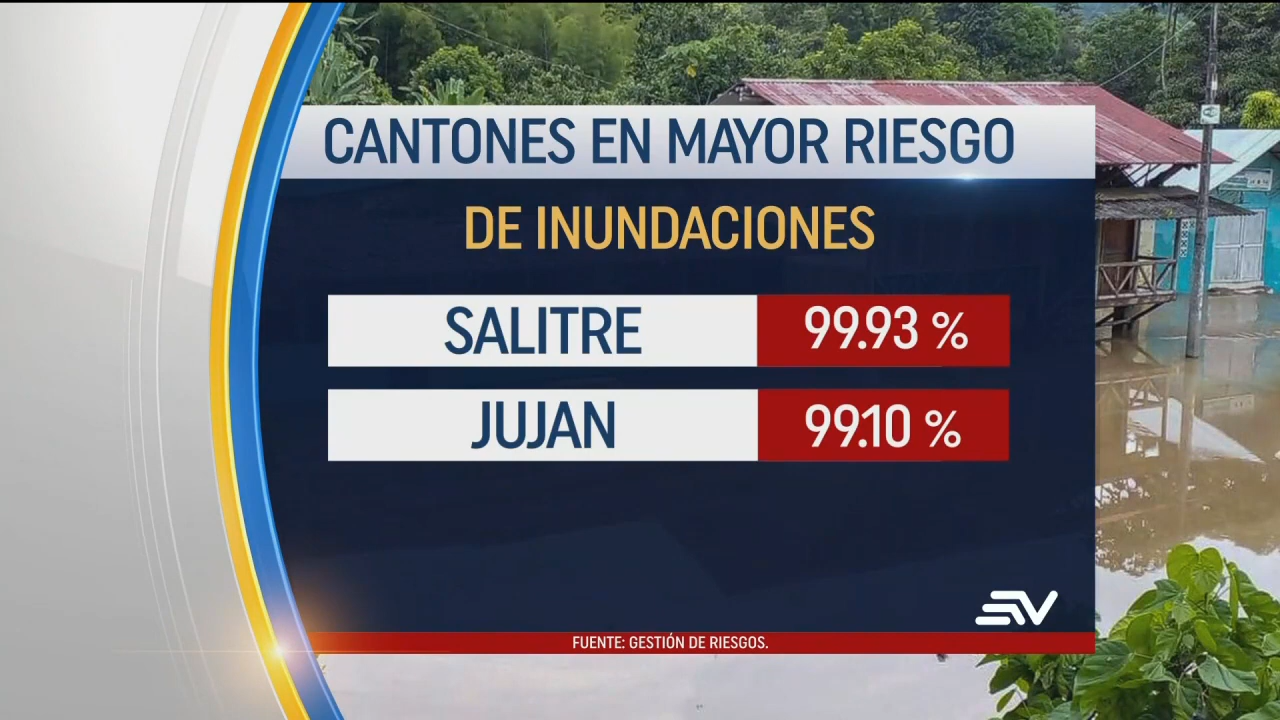 CANTONES EN MAYOR RIESGO
DE INUNDACIONES
SALITRE 99.93 %
JUJAN 99.10 %
FUENTE: GESTIÓN DE RIESGOS.